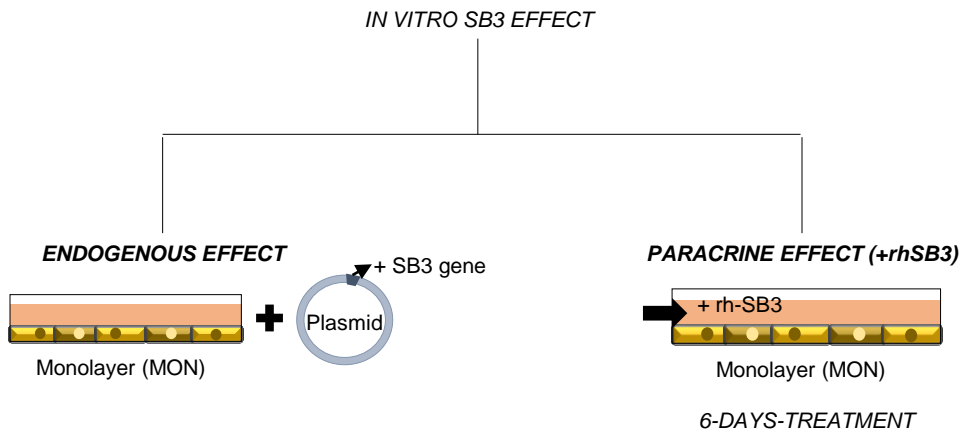 IN VITRO SB3 EFFECT
ENDOGENOUS EFFECT
+ SB3 gene
Plasmid
Monolayer (MON)
PARACRINE EFFECT (+rhSB3)
+ rh-SB3
Monolayer (MON)
6-DAYS-TREATMENT